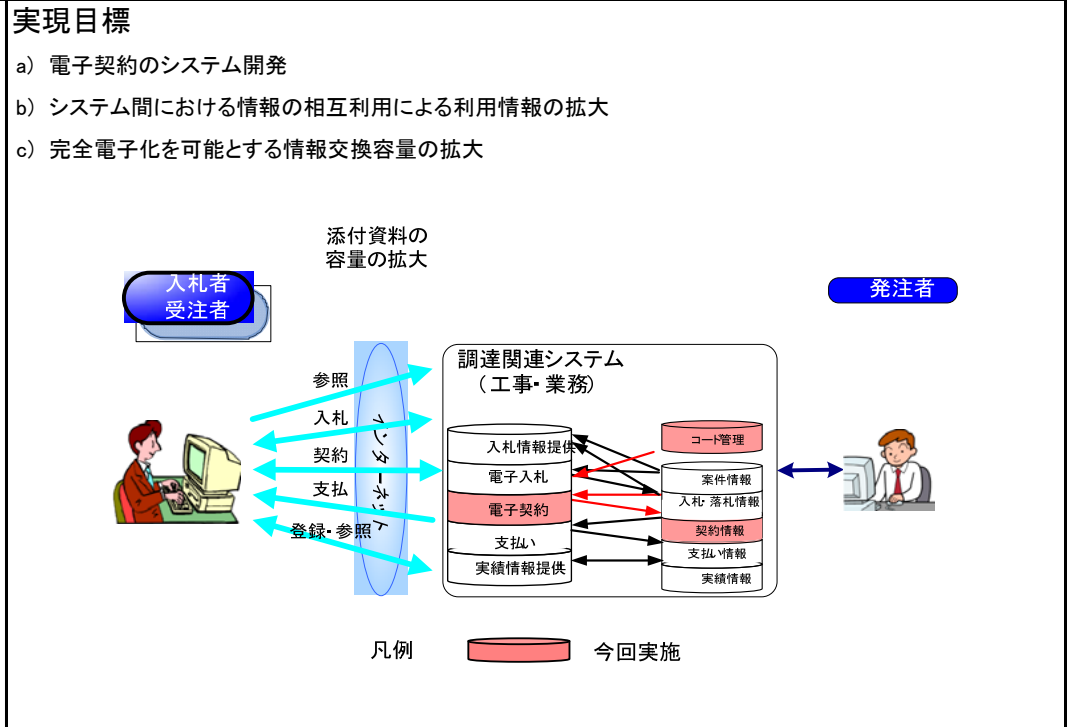 実現目標
a) 電子契約のシステム開発
b) システム間における情報の相互利用による利用情報の拡大
c) 完全電子化を可能とする情報交換容量の拡大
添付資料の
容量の拡大
入札者
受注者
発注者
調達関連システム
(工事・業務)
参照
入札
契約
支払
登録・参照
インターネット
入札情報提供
電子入札
電子契約
支払い
実績情報提供
コード管理
案件情報
入札・落札情報
契約情報
支払い情報
実績情報
凡例
今回実施